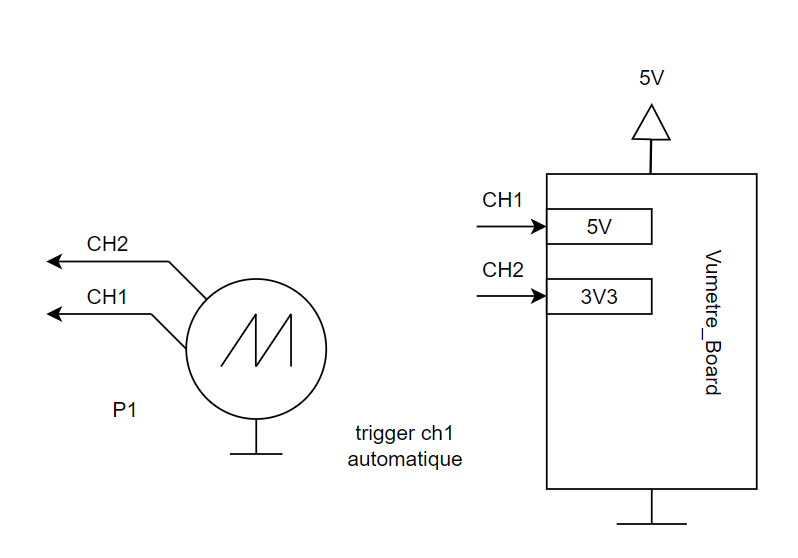 5V
CH1
5V
CH2
3V3
Vumetre_Board
CH2
CH1
P1
trigger ch1
automatique